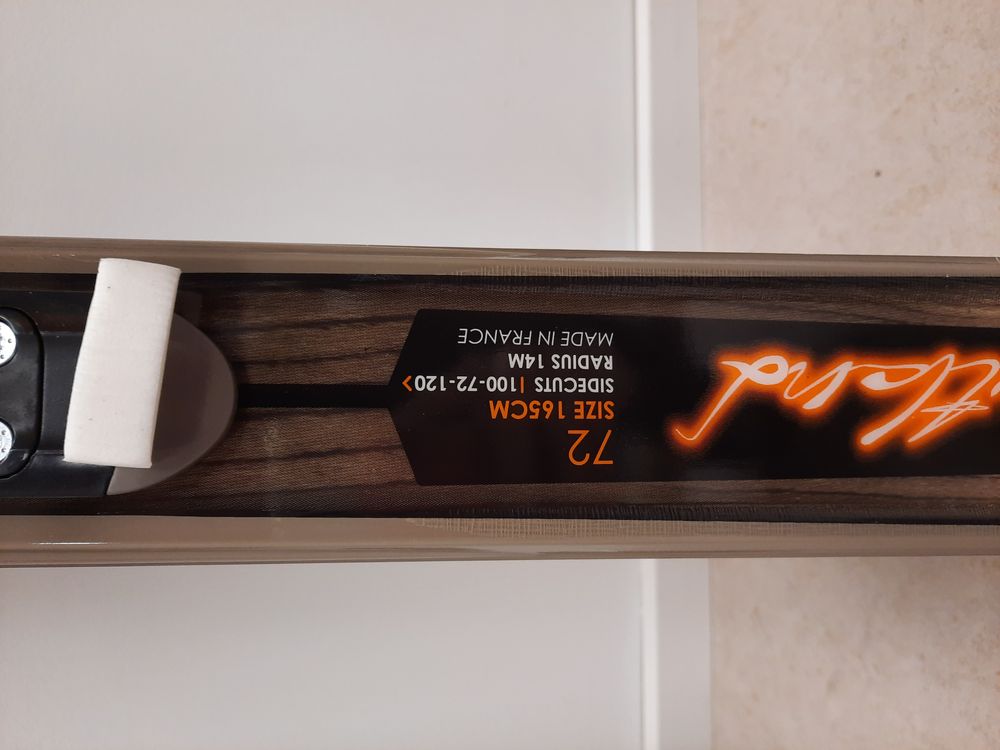 72
SIZE 165CM
SIDECUTS | 100-72-120
RADIUS 14M
MADE IN FRANCE